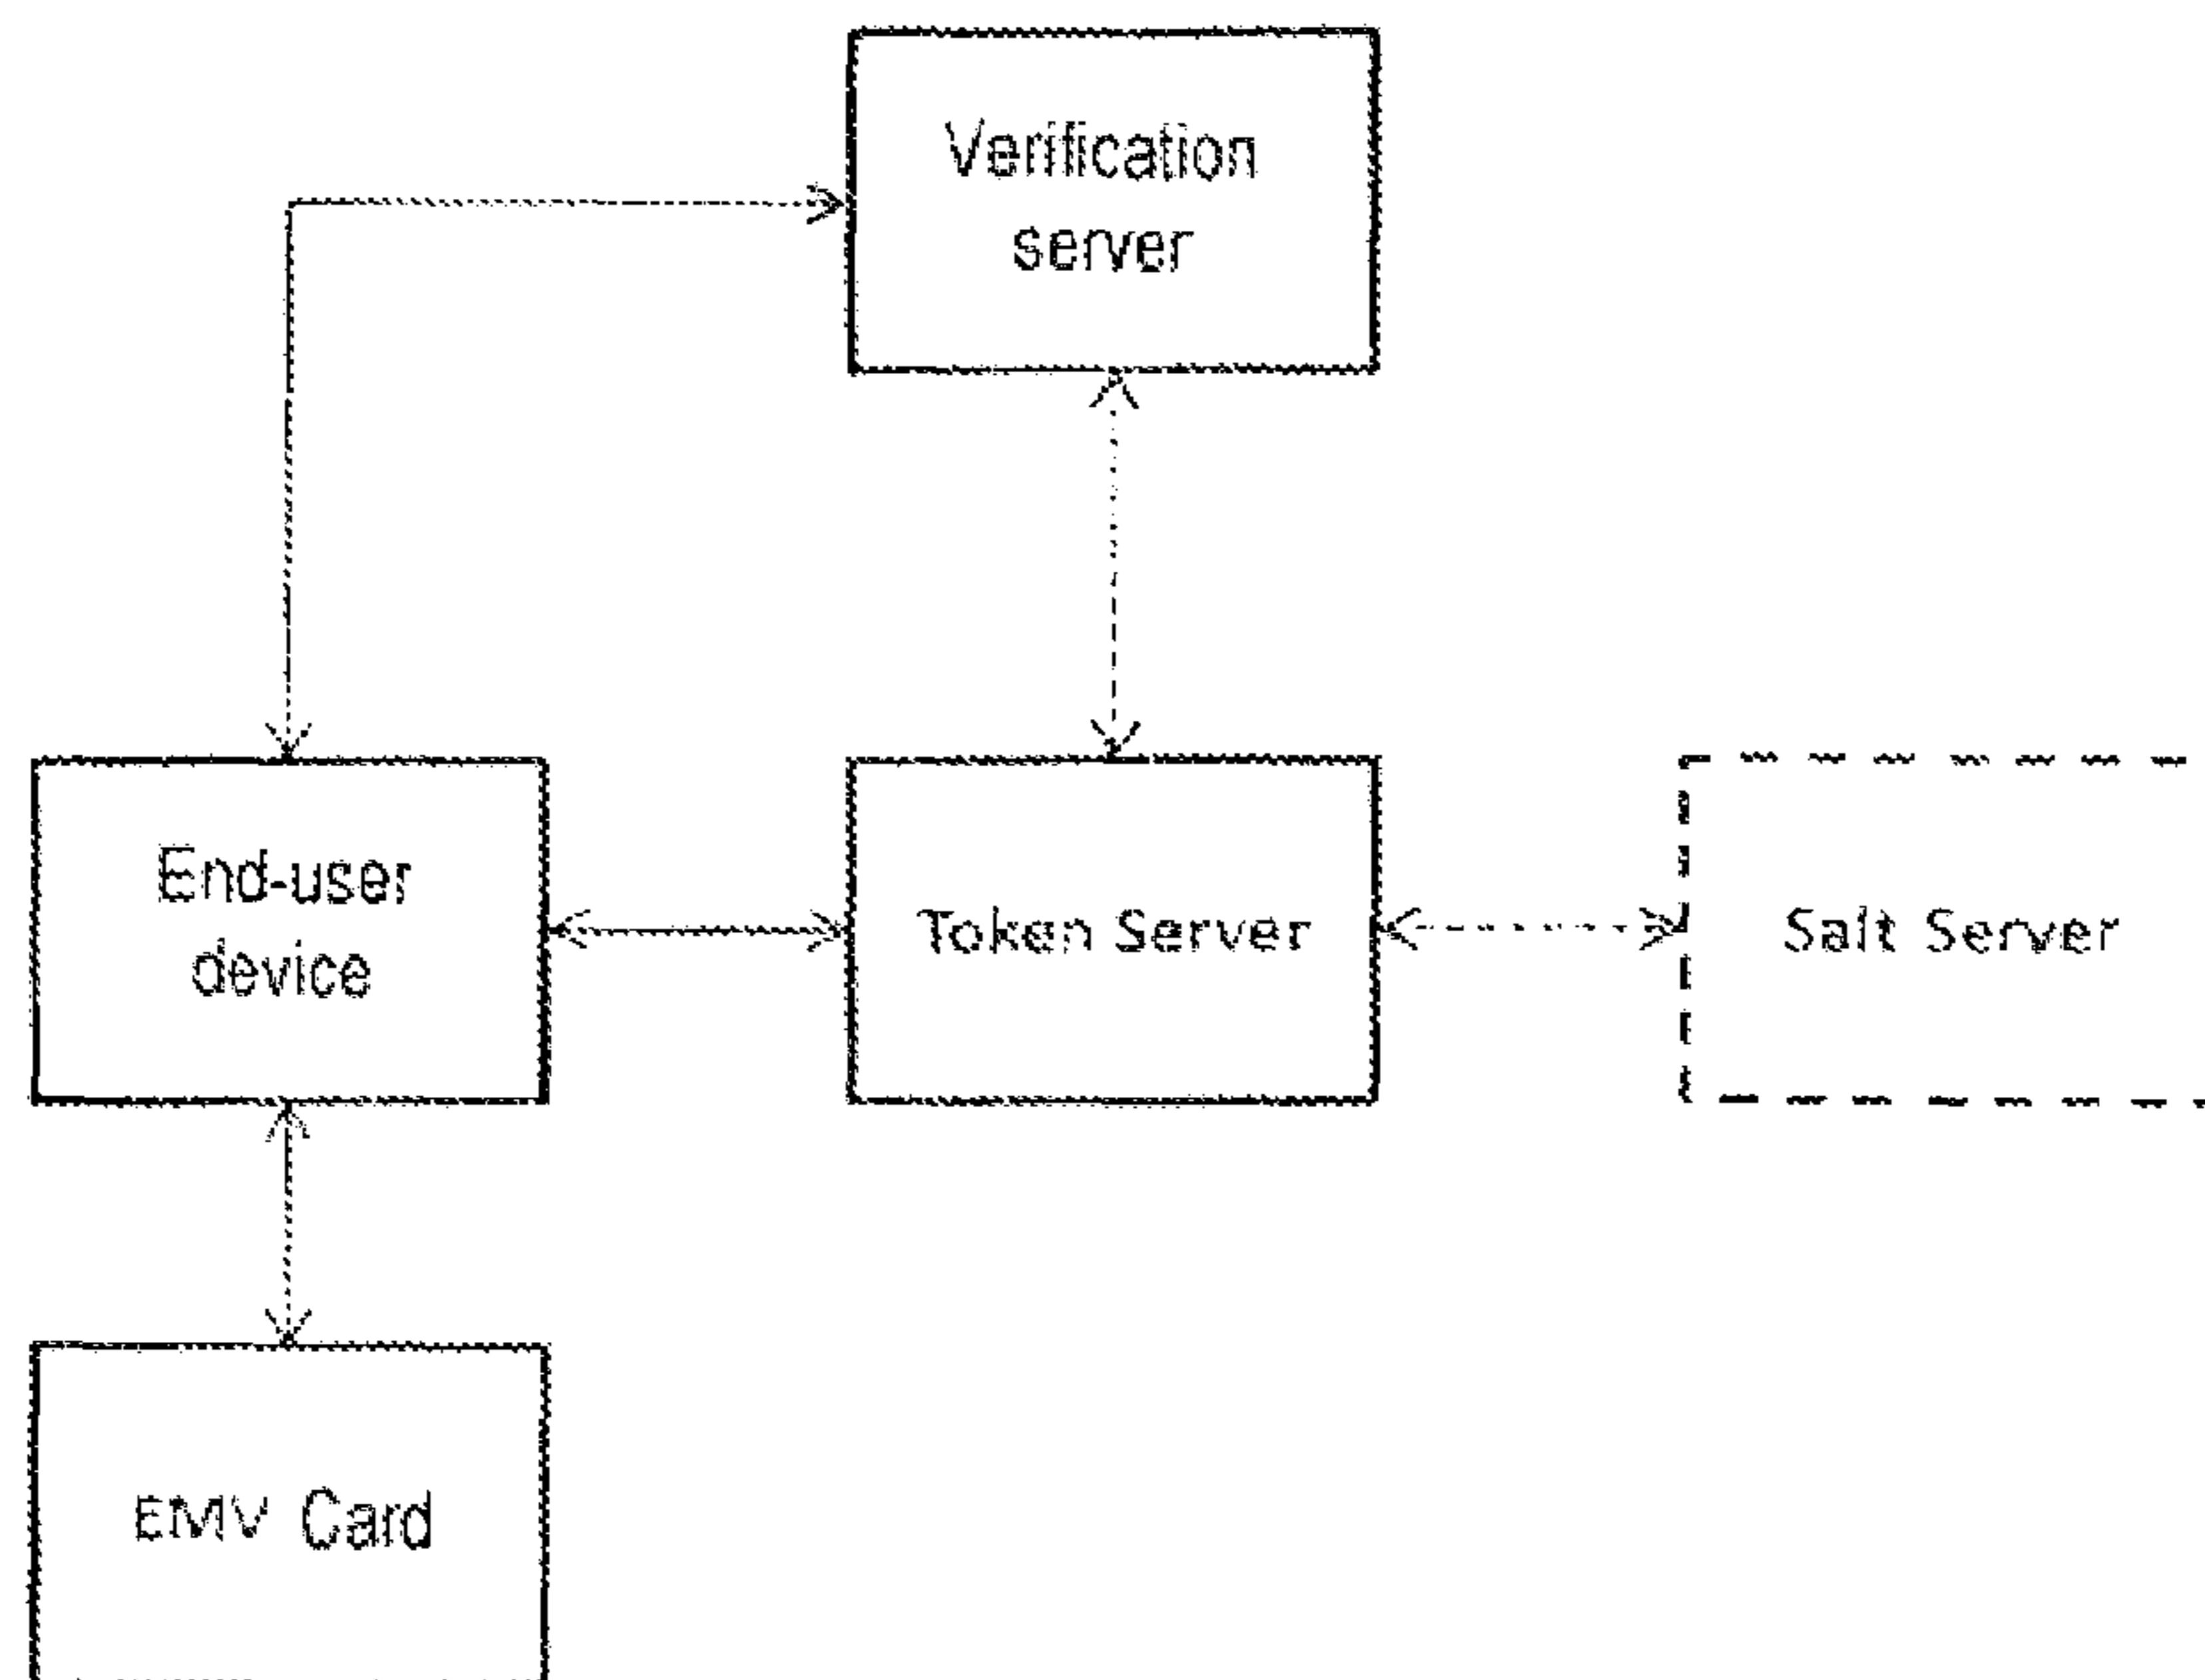 Verification
server
End-user
device
Token Server
Salt Server
EMV Card